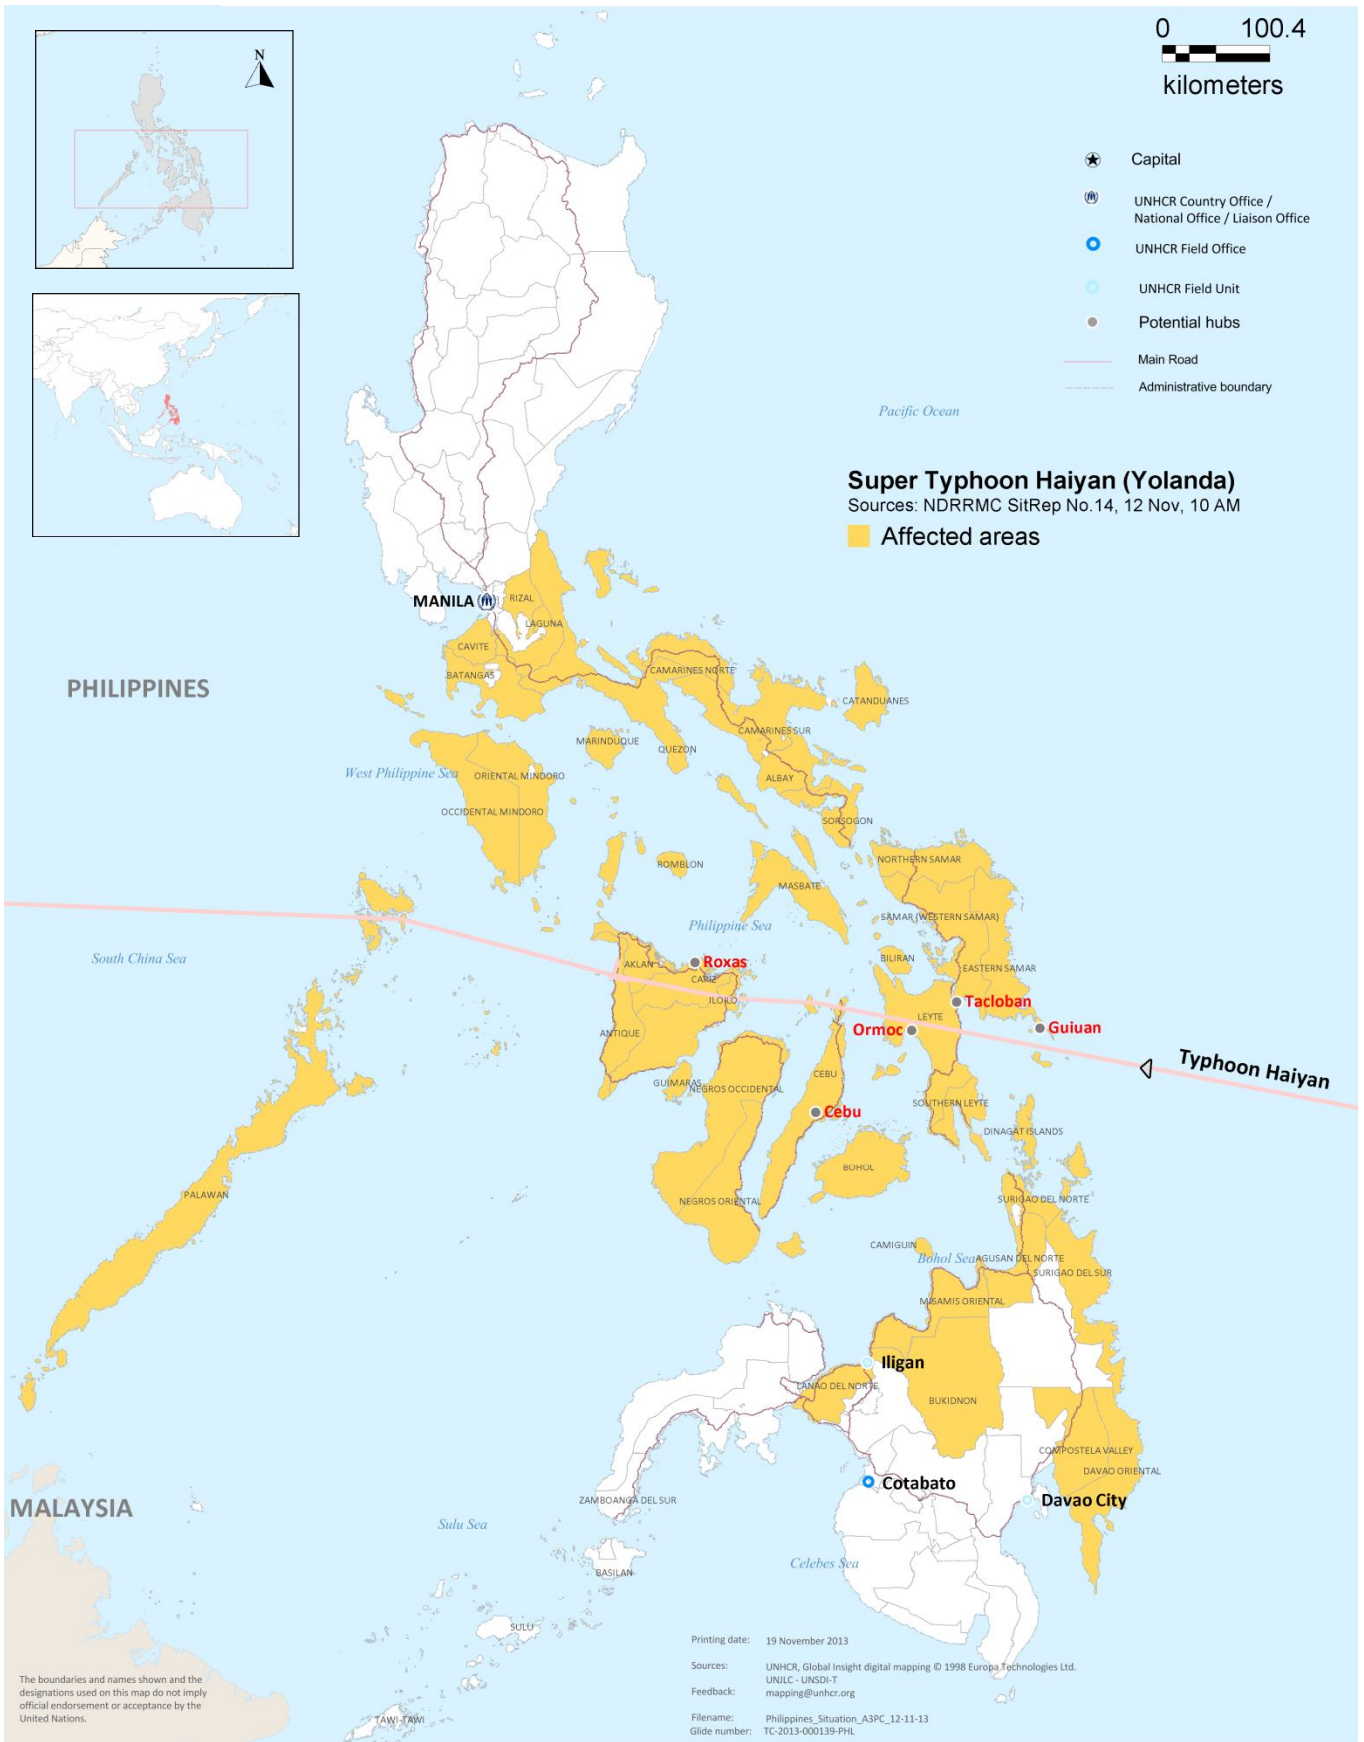 N
0 100.4
kilometers
Capital
UNHCR Country Office /
National Office / Liaison Office
UNHCR Field Office
UNHCR Field Unit
Potential hubs
Main Road
Administrative boundary
Pacific Ocean
Super Typhoon Haiyan (Yolanda)
Sources: NDRRMC SitRep No.14, 12 Nov, 10 AM
Affected areas
MANILA
RIZAL
LAGUNA
CAVITE
BATANGAS
CAMARINES NORTE
PHILIPPINES
CATANDUANES
CAMARINES SUR
MARINDUQUE
QUEZON
West Philippine Sea
ORIENTAL MINDORO
ALBAY
OCCIDENTAL MINDORO
SORSOGON
ROMBLON
NORTHERN SAMAR
MASBATE
SAMAR (WESTERN SAMAR)
Philippine Sea
South China Sea
BILIRAN
AKLAN
Roxas
EASTERN SAMAR
CAPIZ
ILOILO
Tacloban
LEYTE
ANTIQUE
Ormoc
Guiuan
Typhoon Haiyan
CEBU
GUIMARAS
NEGROS OCCIDENTAL
SOUTHERN LEYTE
Cebu
DINAGAT ISLANDS
BOHOL
PALAWAN
NEGROS ORIENTAL
SURIGAO DEL NORTE
CAMIGUIN
Bohol Sea
AGUSAN DEL NORTE
SURIGAO DEL SUR
MISAMIS ORIENTAL
Iligan
LANAO DEL NORTE
BUKIDNON
COMPOSTELA VALLEY
DAVAO ORIENTAL
Cotabato
MALAYSIA
ZAMBOANGA DEL SUR
Davao City
Sulu Sea
Celebes Sea
BASILAN
SULU
TAWI-TAWI
Printing date: 19 November 2013
Sources: UNHCR, Global Insight digital mapping © 1998 Europa Technologies Ltd.
UNJLC - UNSDI-T
Feedback: mapping@unhcr.org
Filename: Philippines_Situation_A3PC_12-11-13
Glide number: TC-2013-000139-PHL
The boundaries and names shown and the
designations used on this map do not imply
official endorsement or acceptance by the
United Nations.